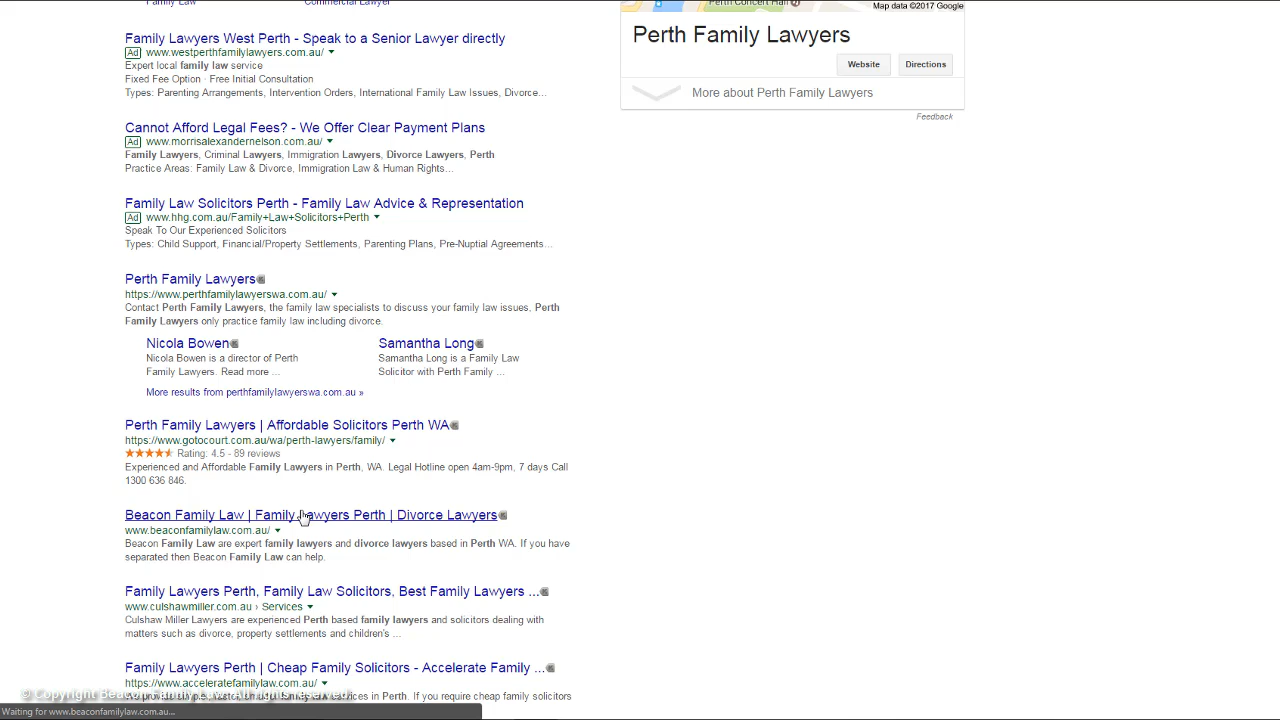 Family Law
Commercial Lawyer
Perth Concert Hall
Map data ©2017 Google
Perth Family Lawyers
Website
Directions
More about Perth Family Lawyers
Feedback
Family Lawyers West Perth - Speak to a Senior Lawyer directly
Ad www.westperthfamilylawyers.com.au/
Expert local family law service
Fixed Fee Option · Free Initial Consultation
Types: Parenting Arrangements, Intervention Orders, International Family Law Issues, Divorce...
Cannot Afford Legal Fees? - We Offer Clear Payment Plans
Ad www.morrisalexandernelson.com.au/
Family Lawyers, Criminal Lawyers, Immigration Lawyers, Divorce Lawyers, Perth
Practice Areas: Family Law & Divorce, Immigration Law & Human Rights...
Family Law Solicitors Perth - Family Law Advice & Representation
Ad www.hhg.com.au/Family+Law+Solicitors+Perth
Speak To Our Experienced Solicitors
Types: Child Support, Financial/Property Settlements, Parenting Plans, Pre-Nuptial Agreements...
Perth Family Lawyers
https://www.perthfamilylawyerswa.com.au/
Contact Perth Family Lawyers, the family law specialists to discuss your family law issues, Perth
Family Lawyers only practice family law including divorce.
Nicola Bowen
Nicola Bowen is a director of Perth
Family Lawyers. Read more ...
Samantha Long
Samantha Long is a Family Law
Solicitor with Perth Family ...
More results from perthfamilylawyerswa.com.au »
Perth Family Lawyers | Affordable Solicitors Perth WA
https://www.gotocourt.com.au/wa/perth-lawyers/family/
Rating: 4.5 - 89 reviews
Experienced and Affordable Family Lawyers in Perth, WA. Legal Hotline open 4am-9pm, 7 days Call
1300 636 846.
Beacon Family Law | Family Lawyers Perth | Divorce Lawyers
www.beaconfamilylaw.com.au/
Beacon Family Law are expert family lawyers and divorce lawyers based in Perth WA. If you have
separated then Beacon Family Law can help.
Family Lawyers Perth, Family Law Solicitors, Best Family Lawyers ...
www.culshawmiller.com.au › Services
Culshaw Miller Lawyers are experienced Perth based family lawyers and solicitors dealing with
matters such as divorce, property settlements and children's ...
Family Lawyers Perth | Cheap Family Solicitors - Accelerate Family ...
https://www.acceleratefamilylaw.com.au/
in Perth. If you require cheap family solicitors
© Copyright Beacon Family Law All rights reserved.
Waiting for www.beaconfamilylaw.com.au...